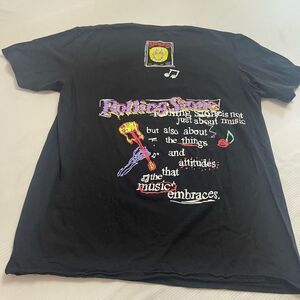 Rolling Stone
Rolling Stone is not
just about music
but also about
the things
and
attitudes
the that
music
embraces.